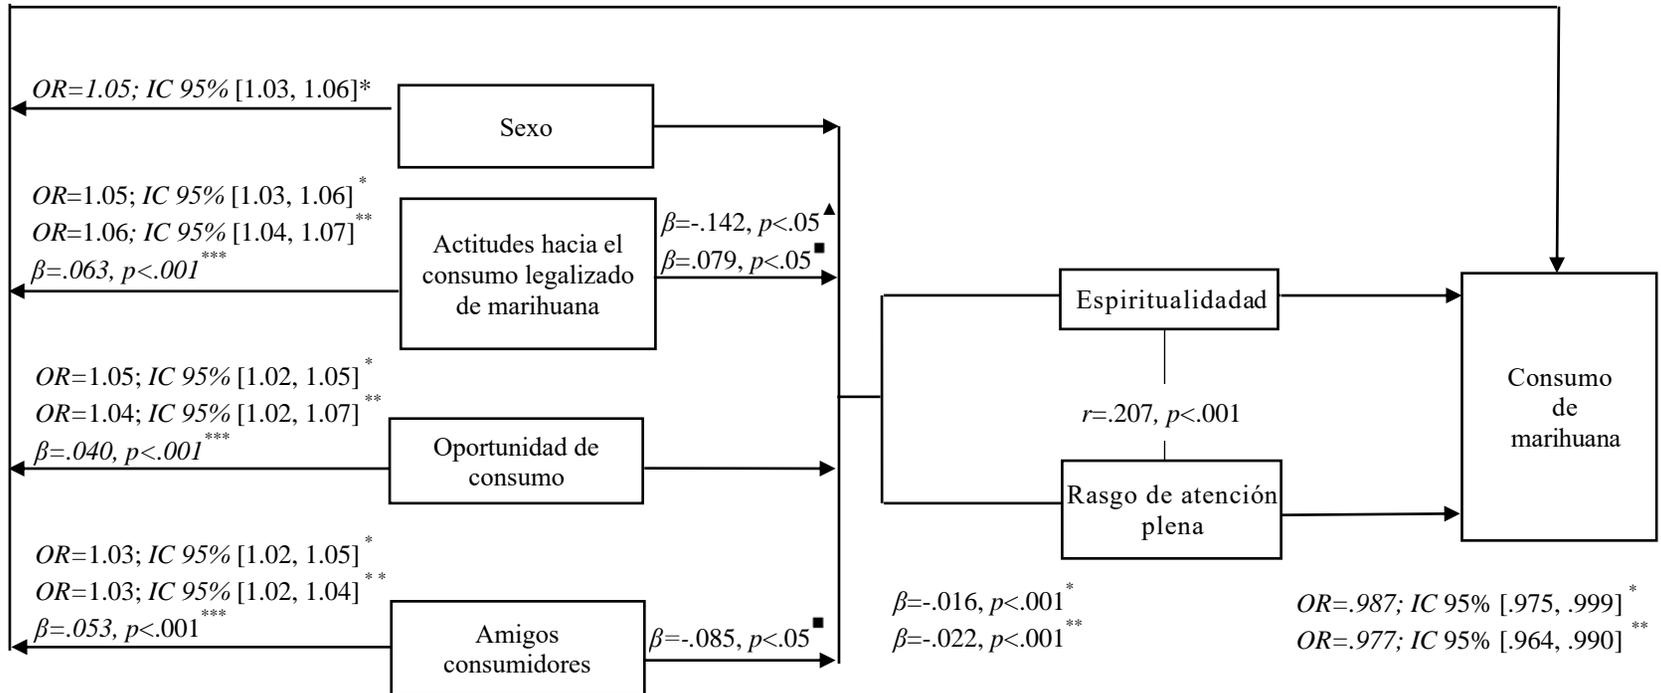 OR=1.05; IC 95% [1.03, 1.06]*
Sexo
OR=1.05; IC 95% [1.03, 1.06] *
OR=1.06; IC 95% [1.04, 1.07] **
β=.063, p<.001 ***
Actitudes hacia el
consumo legalizado
de marihuana
β=-.142, p<.05 ▲
β=.079, p<.05 ■
OR=1.05; IC 95% [1.02, 1.05] *
OR=1.04; IC 95% [1.02, 1.07] **
β=.040, p<.001 ***
Oportunidad de
consumo
OR=1.03; IC 95% [1.02, 1.05] *
OR=1.03; IC 95% [1.02, 1.04] * *
β=.053, p<.001 ***
Amigos
consumidores
β=-.085, p<.05 ■
Espiritualidadad
r=.207, p<.001
Rasgo de atención
plena
β=-.016, p<.001 *
β=-.022, p<.001 **
Consumo
de
marihuana
OR=.987; IC 95% [.975, .999] *
OR=.977; IC 95% [.964, .990] **